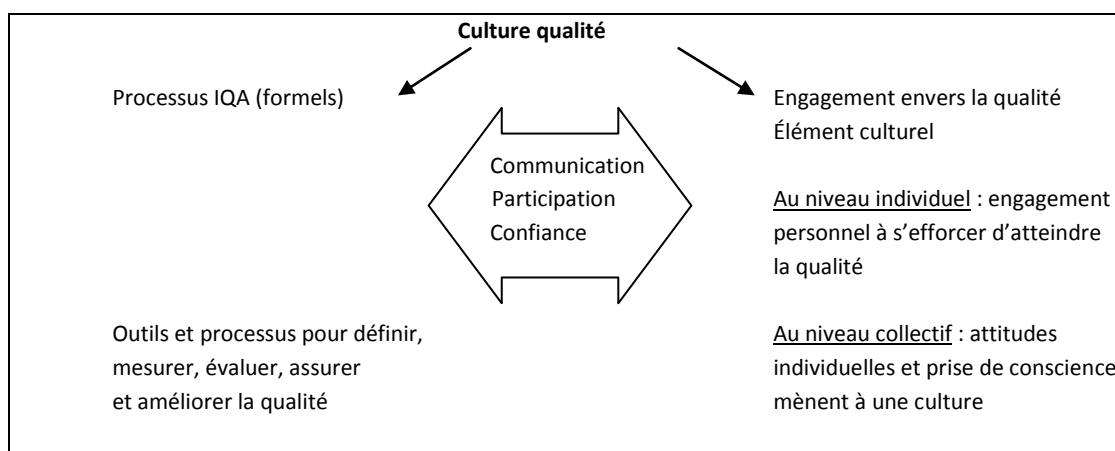 Culture qualité
Processus IQA (formels)
Engagement envers la qualité
Élément culturel
Communication
Participation
Confiance
Au niveau individuel : engagement
personnel à s’efforcer d’atteindre
la qualité
Outils et processus pour définir,
mesurer, évaluer, assurer
et améliorer la qualité
Au niveau collectif : attitudes
individuelles et prise de conscience
mènent à une culture